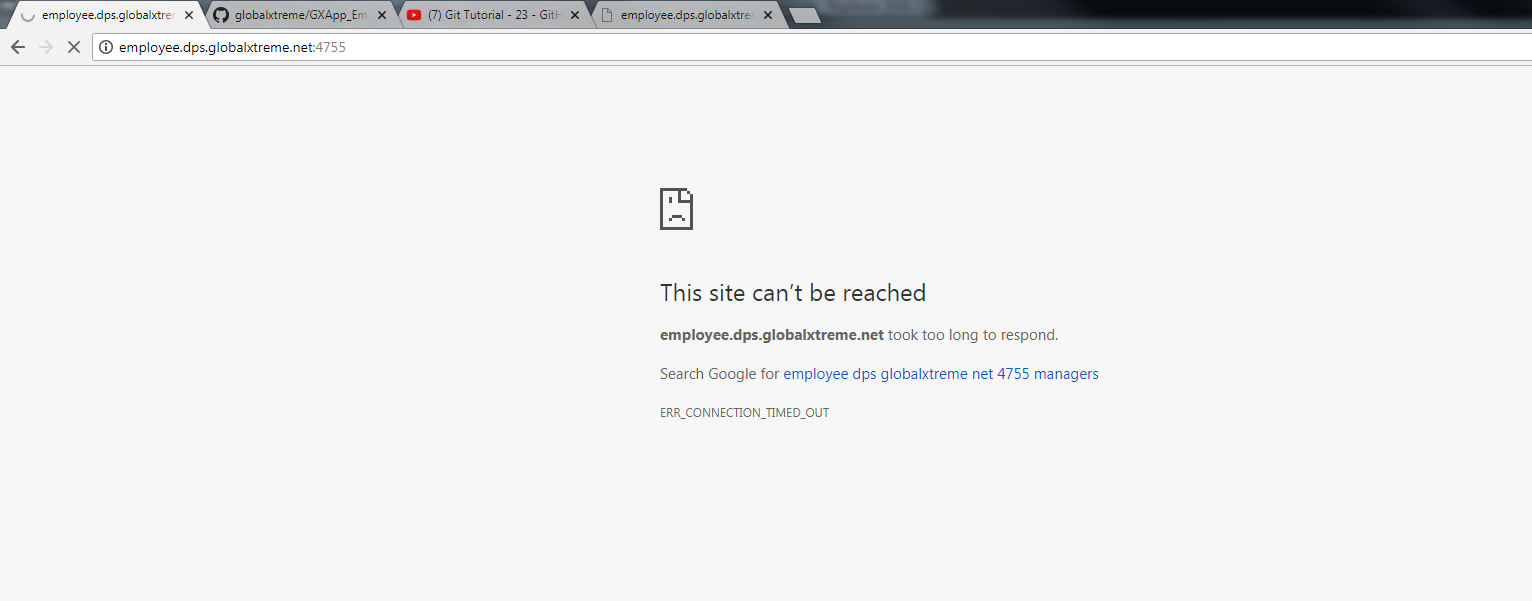 employee.dps.globalxtrem
globalxtreme/GXApp_Em
(7) Git Tutorial - 23 - GitH
employee.dps.globalxtrem
employee.dps.globalxtreme.net:4755
This site can’t be reached
employee.dps.globalxtreme.net took too long to respond.
Search Google for employee dps globalxtreme net 4755 managers
ERR_CONNECTION_TIMED_OUT